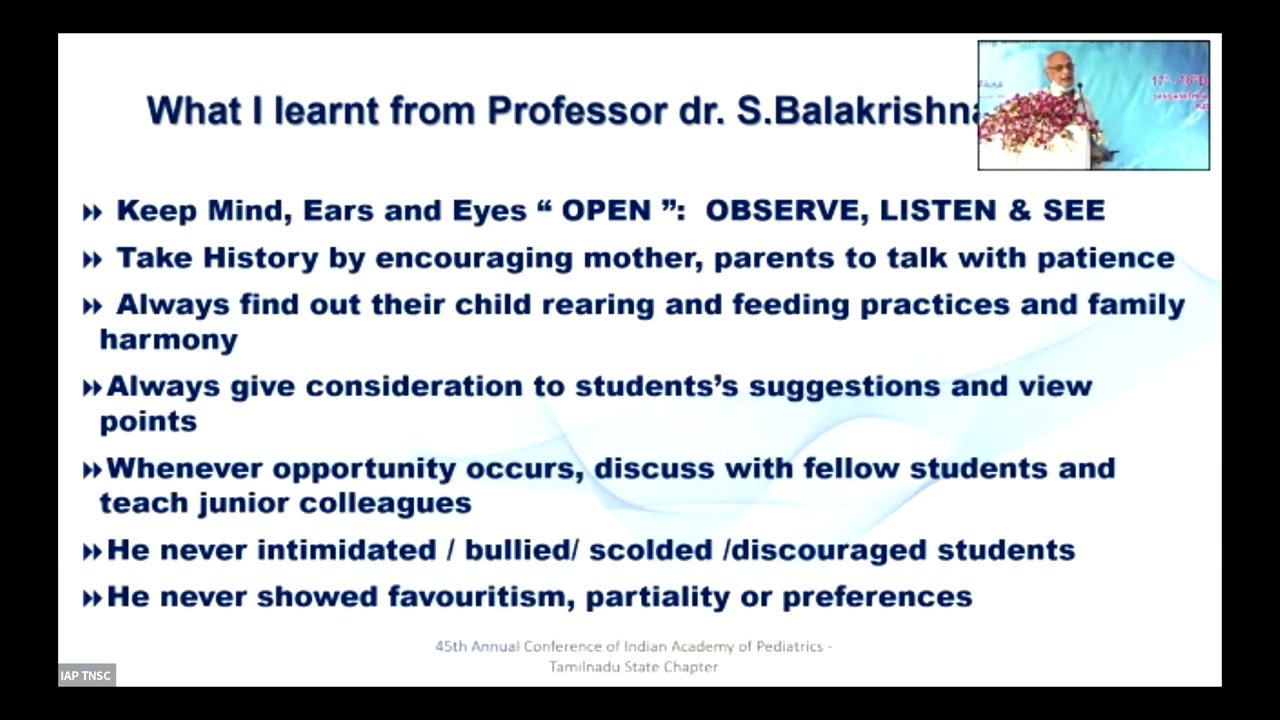 What I learnt from Professor dr. S.Balakrishna
» Keep Mind, Ears and Eyes “ OPEN ”: OBSERVE, LISTEN & SEE
» Take History by encouraging mother, parents to talk with patience
» Always find out their child rearing and feeding practices and family
harmony
»Always give consideration to students’s suggestions and view
points
»Whenever opportunity occurs, discuss with fellow students and
teach junior colleagues
»He never intimidated / bullied/ scolded /discouraged students
»He never showed favouritism, partiality or preferences
45th Annual Conference of Indian Academy of Pediatrics -
Tamilnadu State Chapter
IAP TNSC